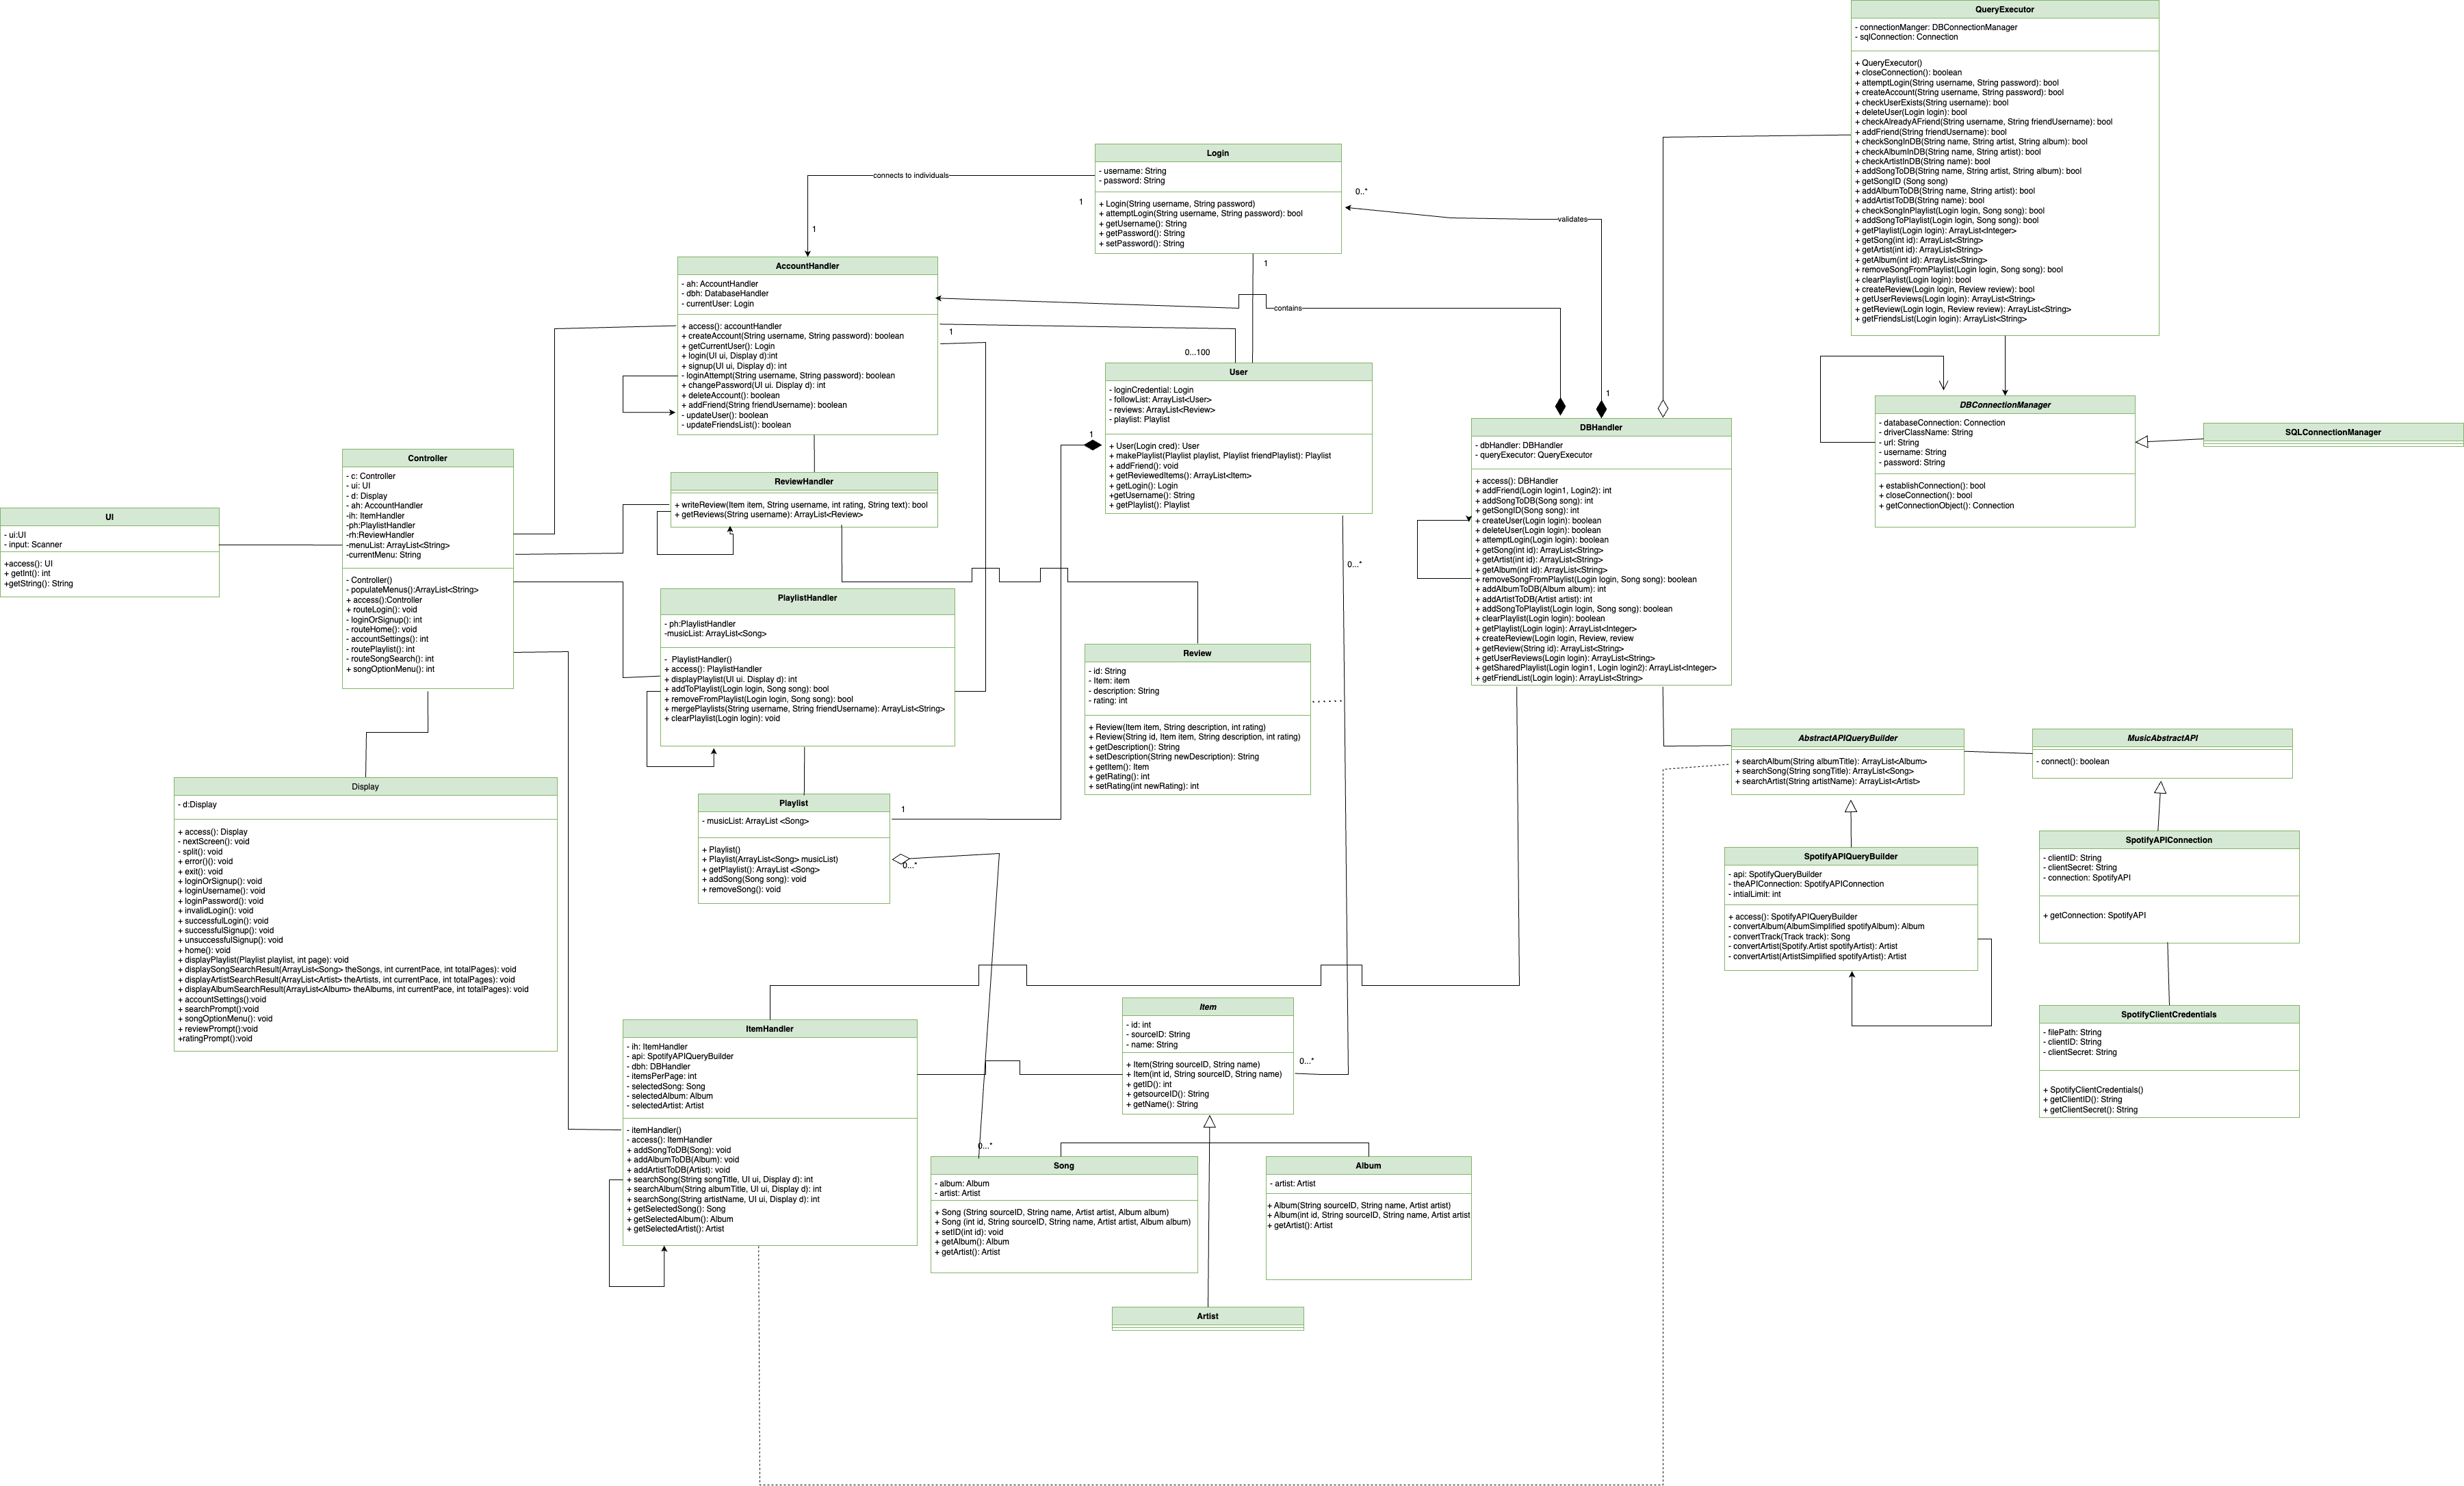 QueryExecutor
- connectionManger: DBConnectionManager
- sqlConnection: Connection
+ QueryExecutor()
+ closeConnection(): boolean
+ attemptLogin(String username, String password): bool
+ createAccount(String username, String password): bool
+ checkUserExists(String username): bool
+ deleteUser(Login login): bool
+ checkAlreadyAFriend(String username, String friendUsername): bool
+ addFriend(String friendUsername): bool
+ checkSongInDB(String name, String artist, String album): bool
+ checkAlbumInDB(String name, String artist): bool
+ checkArtistInDB(String name): bool
+ addSongToDB(String name, String artist, String album): bool
+ getSongID (Song song)
+ addAlbumToDB(String name, String artist): bool
+ addArtistToDB(String name): bool
+ checkSongInPlaylist(Login login, Song song): bool
+ addSongToPlaylist(Login login, Song song): bool
+ getPlaylist(Login login): ArrayList<Integer>
+ getSong(int id): ArrayList<String>
+ getArtist(int id): ArrayList<String>
+ getAlbum(int id): ArrayList<String>
+ removeSongFromPlaylist(Login login, Song song): bool
+ clearPlaylist(Login login): bool
+ createReview(Login login, Review review): bool
+ getUserReviews(Login login): ArrayList<String>
+ getReview(Login login, Review review): ArrayList<String>
+ getFriendsList(Login login): ArrayList<String>
Login
- username: String
- password: String
+ Login(String username, String password)
+ attemptLogin(String username, String password): bool
+ getUsername(): String
+ getPassword(): String
+ setPassword(): String
connects to individuals
1
1
0..*
validates
1
1
contains
1
0...100
AccountHandler
- ah: AccountHandler
- dbh: DatabaseHandler
- currentUser: Login
+ access(): accountHandler
+ createAccount(String username, String password): boolean
+ getCurrentUser(): Login
+ login(UI ui, Display d):int
+ signup(UI ui, Display d): int
- loginAttempt(String username, String password): boolean
+ changePassword(UI ui. Display d): int
+ deleteAccount(): boolean
+ addFriend(String friendUsername): boolean
- updateUser(): boolean
- updateFriendsList(): boolean
User
- loginCredential: Login
- followList: ArrayList<User>
- reviews: ArrayList<Review>
- playlist: Playlist
+ User(Login cred): User
+ makePlaylist(Playlist playlist, Playlist friendPlaylist): Playlist
+ addFriend(): void
+ getReviewedItems(): ArrayList<Item>
+ getLogin(): Login
+getUsername(): String
+ getPlaylist(): Playlist
1
0...*
DBConnectionManager
- databaseConnection: Connection
- driverClassName: String
- url: String
- username: String
- password: String
+ establishConnection(): bool
+ closeConnection(): bool
+ getConnectionObject(): Connection
SQLConnectionManager
DBHandler
- dbHandler: DBHandler
- queryExecutor: QueryExecutor
+ access(): DBHandler
+ addFriend(Login login1, Login2): int
+ addSongToDB(Song song): int
+ getSongID(Song song): int
+ createUser(Login login): boolean
+ deleteUser(Login login): boolean
+ attemptLogin(Login login): boolean
+ getSong(int id): ArrayList<String>
+ getArtist(int id): ArrayList<String>
+ getAlbum(int id): ArrayList<String>
+ removeSongFromPlaylist(Login login, Song song): boolean
+ addAlbumToDB(Album album): int
+ addArtistToDB(Artist artist): int
+ addSongToPlaylist(Login login, Song song): boolean
+ clearPlaylist(Login login): boolean
+ getPlaylist(Login login): ArrayList<Integer>
+ createReview(Login login, Review, review
+ getReview(String id): ArrayList<String>
+ getUserReviews(Login login): ArrayList<String>
+ getSharedPlaylist(Login login1, Login login2): ArrayList<Integer>
+ getFriendList(Login login): ArrayList<String>
Controller
- c: Controller
- ui: UI
- d: Display
- ah: AccountHandler
-ih: ItemHandler
-ph:PlaylistHandler
-rh:ReviewHandler
-menuList: ArrayList<String>
-currentMenu: String
- Controller()
- populateMenus():ArrayList<String>
+ access():Controller
+ routeLogin(): void
- loginOrSignup(): int
- routeHome(): void
- accountSettings(): int
- routePlaylist(): int
- routeSongSearch(): int
+ songOptionMenu(): int
ReviewHandler
+ writeReview(Item item, String username, int rating, String text): bool
+ getReviews(String username): ArrayList<Review>
UI
- ui:UI
- input: Scanner
+access(): UI
+ getInt(): int
+getString(): String
PlaylistHandler
- ph:PlaylistHandler
-musicList: ArrayList<Song>
- PlaylistHandler()
+ access(): PlaylistHandler
+ displayPlaylist(UI ui. Display d): int
+ addToPlaylist(Login login, Song song): bool
+ removeFromPlaylist(Login login, Song song): bool
+ mergePlaylists(String username, String friendUsername): ArrayList<String>
+ clearPlaylist(Login login): void
Review
- id: String
- Item: item
- description: String
- rating: int
+ Review(Item item, String description, int rating)
+ Review(String id, Item item, String description, int rating)
+ getDescription(): String
+ setDescription(String newDescription): String
+ getItem(): Item
+ getRating(): int
+ setRating(int newRating): int
AbstractAPIQueryBuilder
+ searchAlbum(String albumTitle): ArrayList<Album>
+ searchSong(String songTitle): ArrayList<Song>
+ searchArtist(String artistName): ArrayList<Artist>
MusicAbstractAPI
- connect(): boolean
Display
- d:Display
+ access(): Display
- nextScreen(): void
- split(): void
+ error()(): void
+ exit(): void
+ loginOrSignup(): void
+ loginUsername(): void
+ loginPassword(): void
+ invalidLogin(): void
+ successfulLogin(): void
+ successfulSignup(): void
+ unsuccessfulSignup(): void
+ home(): void
+ displayPlaylist(Playlist playlist, int page): void
+ displaySongSearchResult(ArrayList<Song> theSongs, int currentPace, int totalPages): void
+ displayArtistSearchResult(ArrayList<Artist> theArtists, int currentPace, int totalPages): void
+ displayAlbumSearchResult(ArrayList<Album> theAlbums, int currentPace, int totalPages): void
+ accountSettings():void
+ searchPrompt():void
+ songOptionMenu(): void
+ reviewPrompt():void
+ratingPrompt():void
Playlist
- musicList: ArrayList <Song>
+ Playlist()
+ Playlist(ArrayList<Song> musicList)
+ getPlaylist(): ArrayList <Song>
+ addSong(Song song): void
+ removeSong(): void
1
0...*
SpotifyAPIConnection
- clientID: String
- clientSecret: String
- connection: SpotifyAPI
+ getConnection: SpotifyAPI
SpotifyAPIQueryBuilder
- api: SpotifyQueryBuilder
- theAPIConnection: SpotifyAPIConnection
- intialLimit: int
+ access(): SpotifyAPIQueryBuilder
- convertAlbum(AlbumSimplified spotifyAlbum): Album
- convertTrack(Track track): Song
- convertArtist(Spotify.Artist spotifyArtist): Artist
- convertArtist(ArtistSimplified spotifyArtist): Artist
SpotifyClientCredentials
- filePath: String
- clientID: String
- clientSecret: String
+ SpotifyClientCredentials()
+ getClientID(): String
+ getClientSecret(): String
Item
- id: int
- sourceID: String
- name: String
+ Item(String sourceID, String name)
+ Item(int id, String sourceID, String name)
+ getID(): int
+ getsourceID(): String
+ getName(): String
0...*
ItemHandler
- ih: ItemHandler
- api: SpotifyAPIQueryBuilder
- dbh: DBHandler
- itemsPerPage: int
- selectedSong: Song
- selectedAlbum: Album
- selectedArtist: Artist
- itemHandler()
- access(): ItemHandler
+ addSongToDB(Song): void
+ addAlbumToDB(Album): void
+ addArtistToDB(Artist): void
+ searchSong(String songTitle, UI ui, Display d): int
+ searchAlbum(String albumTitle, UI ui, Display d): int
+ searchSong(String artistName, UI ui, Display d): int
+ getSelectedSong(): Song
+ getSelectedAlbum(): Album
+ getSelectedArtist(): Artist
0...*
Song
- album: Album
- artist: Artist
+ Song (String sourceID, String name, Artist artist, Album album)
+ Song (int id, String sourceID, String name, Artist artist, Album album)
+ setID(int id): void
+ getAlbum(): Album
+ getArtist(): Artist
Album
- artist: Artist
+ Album(String sourceID, String name, Artist artist)
+ Album(int id, String sourceID, String name, Artist artist
+ getArtist(): Artist
Artist